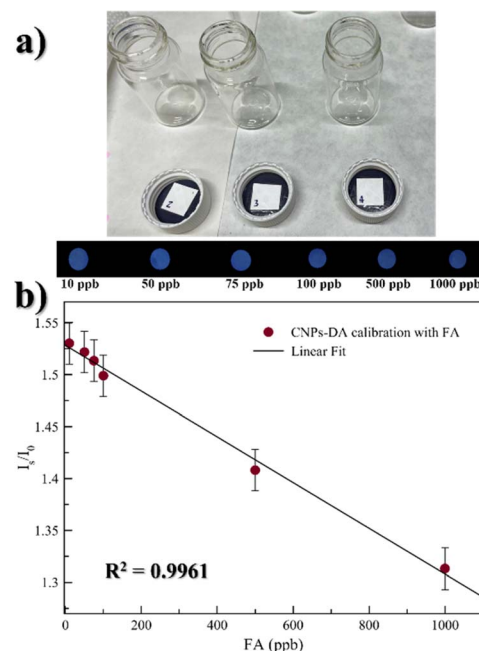 a)
2
3
4
10 ppb 50 ppb 75 ppb 100 ppb 500 ppb 1000 ppb
b)
CNPs-DA calibration with FA
Linear Fit
1.55
1.5
1.45
1.4
1.35
1.3
I_s/I_0
R² = 0.9961
0 200 400 600 800 1000
FA (ppb)